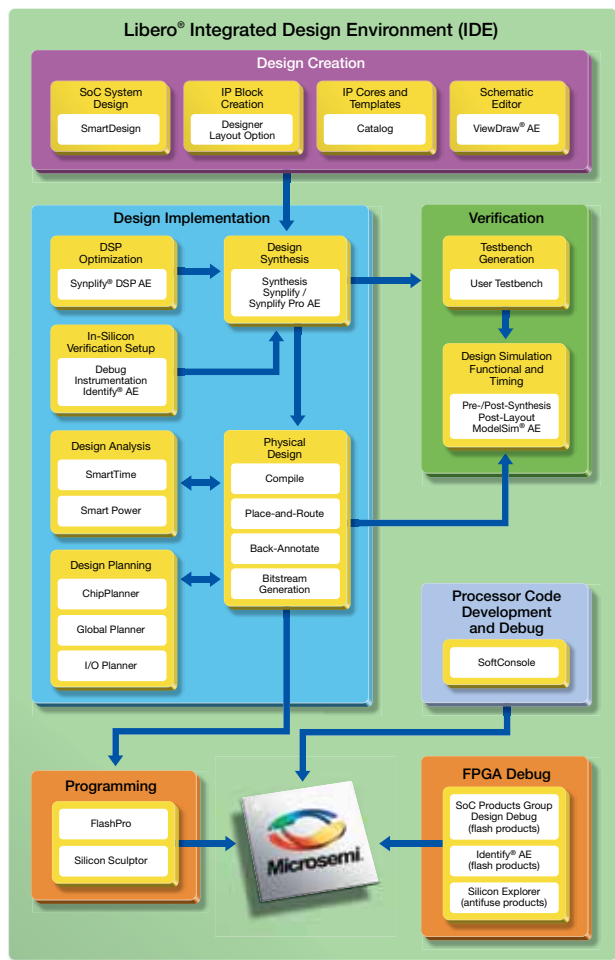 Libero® Integrated Design Environment (IDE)
Design Creation
SoC System
Design
SmartDesign
IP Block
Creation
Designer
Layout Option
IP Cores and
Templates
Catalog
Schematic
Editor
ViewDraw® AE
Design Implementation
DSP
Optimization
Synplify® DSP AE
Design
Synthesis
Synthesis
Synplify /
Synplify Pro AE
In-Silicon
Verification Setup
Debug
Instrumentation
Identify® AE
Design Analysis
SmartTime
Smart Power
Physical
Design
Compile
Place-and-Route
Back-Annotate
Bitstream
Generation
Design Planning
ChipPlanner
Global Planner
I/O Planner
Verification
Testbench
Generation
User Testbench
Design Simulation
Functional and
Timing
Pre-/Post-Synthesis
Post-Layout
ModelSim® AE
Processor Code
Development
and Debug
SoftConsole
Programming
FlashPro
Silicon Sculptor
Microsemi.
FPGA Debug
SoC Products Group
Design Debug
(flash products)
Identify® AE
(flash products)
Silicon Explorer
(antifuse products)